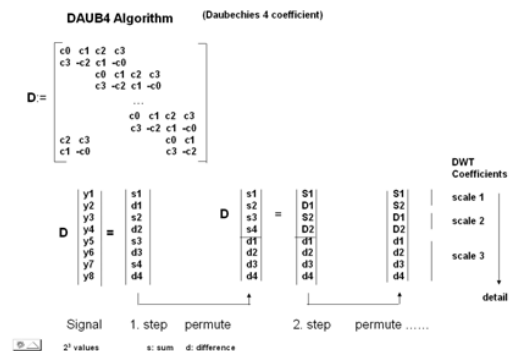 DAUB4 Algorithm (Daubechies 4 coefficient)
c0 c1 c2 c3
c3 -c2 c1 -c0
c0 c1 c2 c3
c3 -c2 c1 -c0
...
D:=
c0 c1 c2 c3
c3 -c2 c1 -c0
c2 c3 c0 c1
c1 -c0 c3 -c2
DWT
Coefficients
y1 s1 s1 S1 S1 scale 1
y2 d1 s2 D1 S2
y3 s2 s3 S2 D1 scale 2
D y4 = d2 D s4 = D2 D2
y5 s3 d1 d1 d1
y6 d3 d2 d2 d2 scale 3
y7 s4 d3 d3 d3
y8 d4 d4 d4 d4
detail
Signal 1. step permute 2. step permute ......
2³ values s: sum d: difference